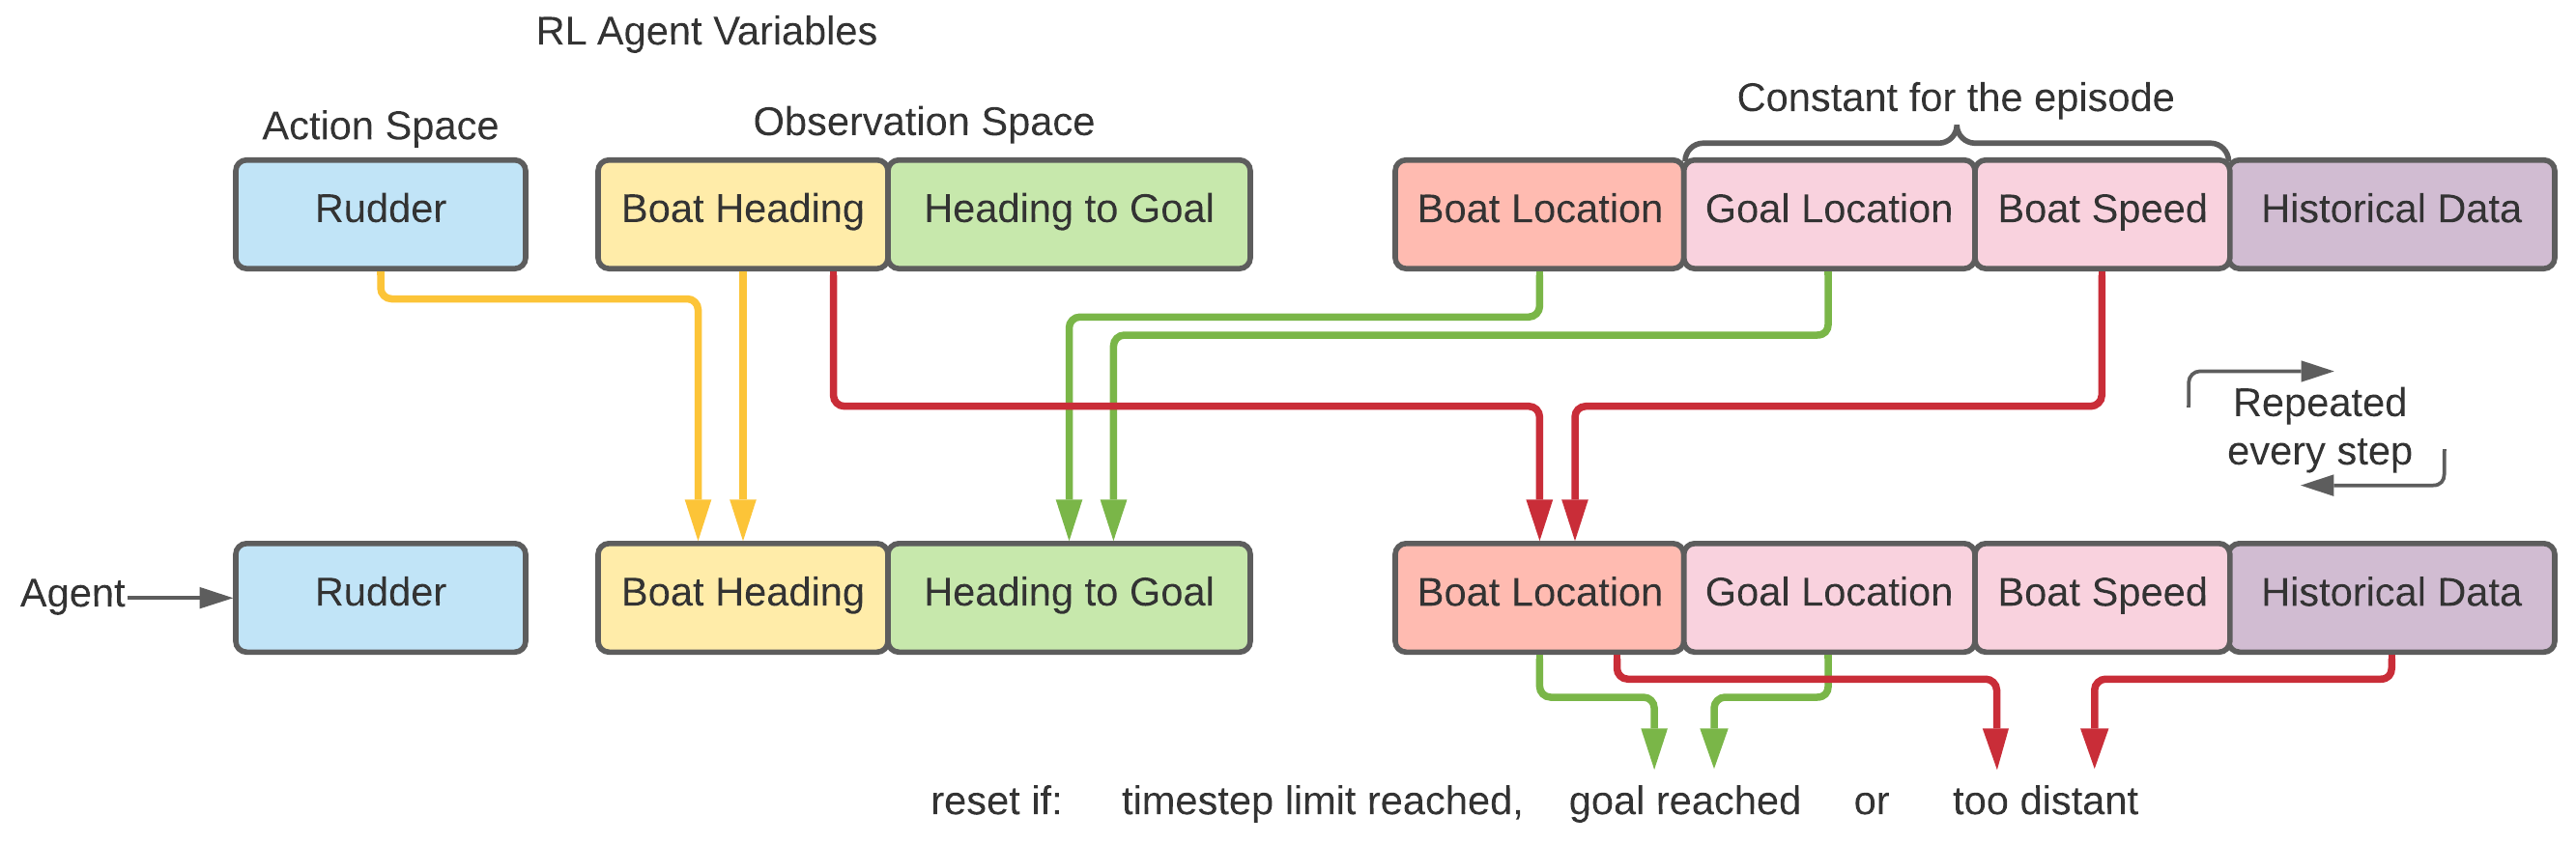 RL Agent Variables
Action Space
Observation Space
Constant for the episode
Rudder
Boat Heading
Heading to Goal
Boat Location
Goal Location
Boat Speed
Historical Data
Repeated
every step
Agent
Rudder
Boat Heading
Heading to Goal
Boat Location
Goal Location
Boat Speed
Historical Data
reset if: timestep limit reached, goal reached or too distant